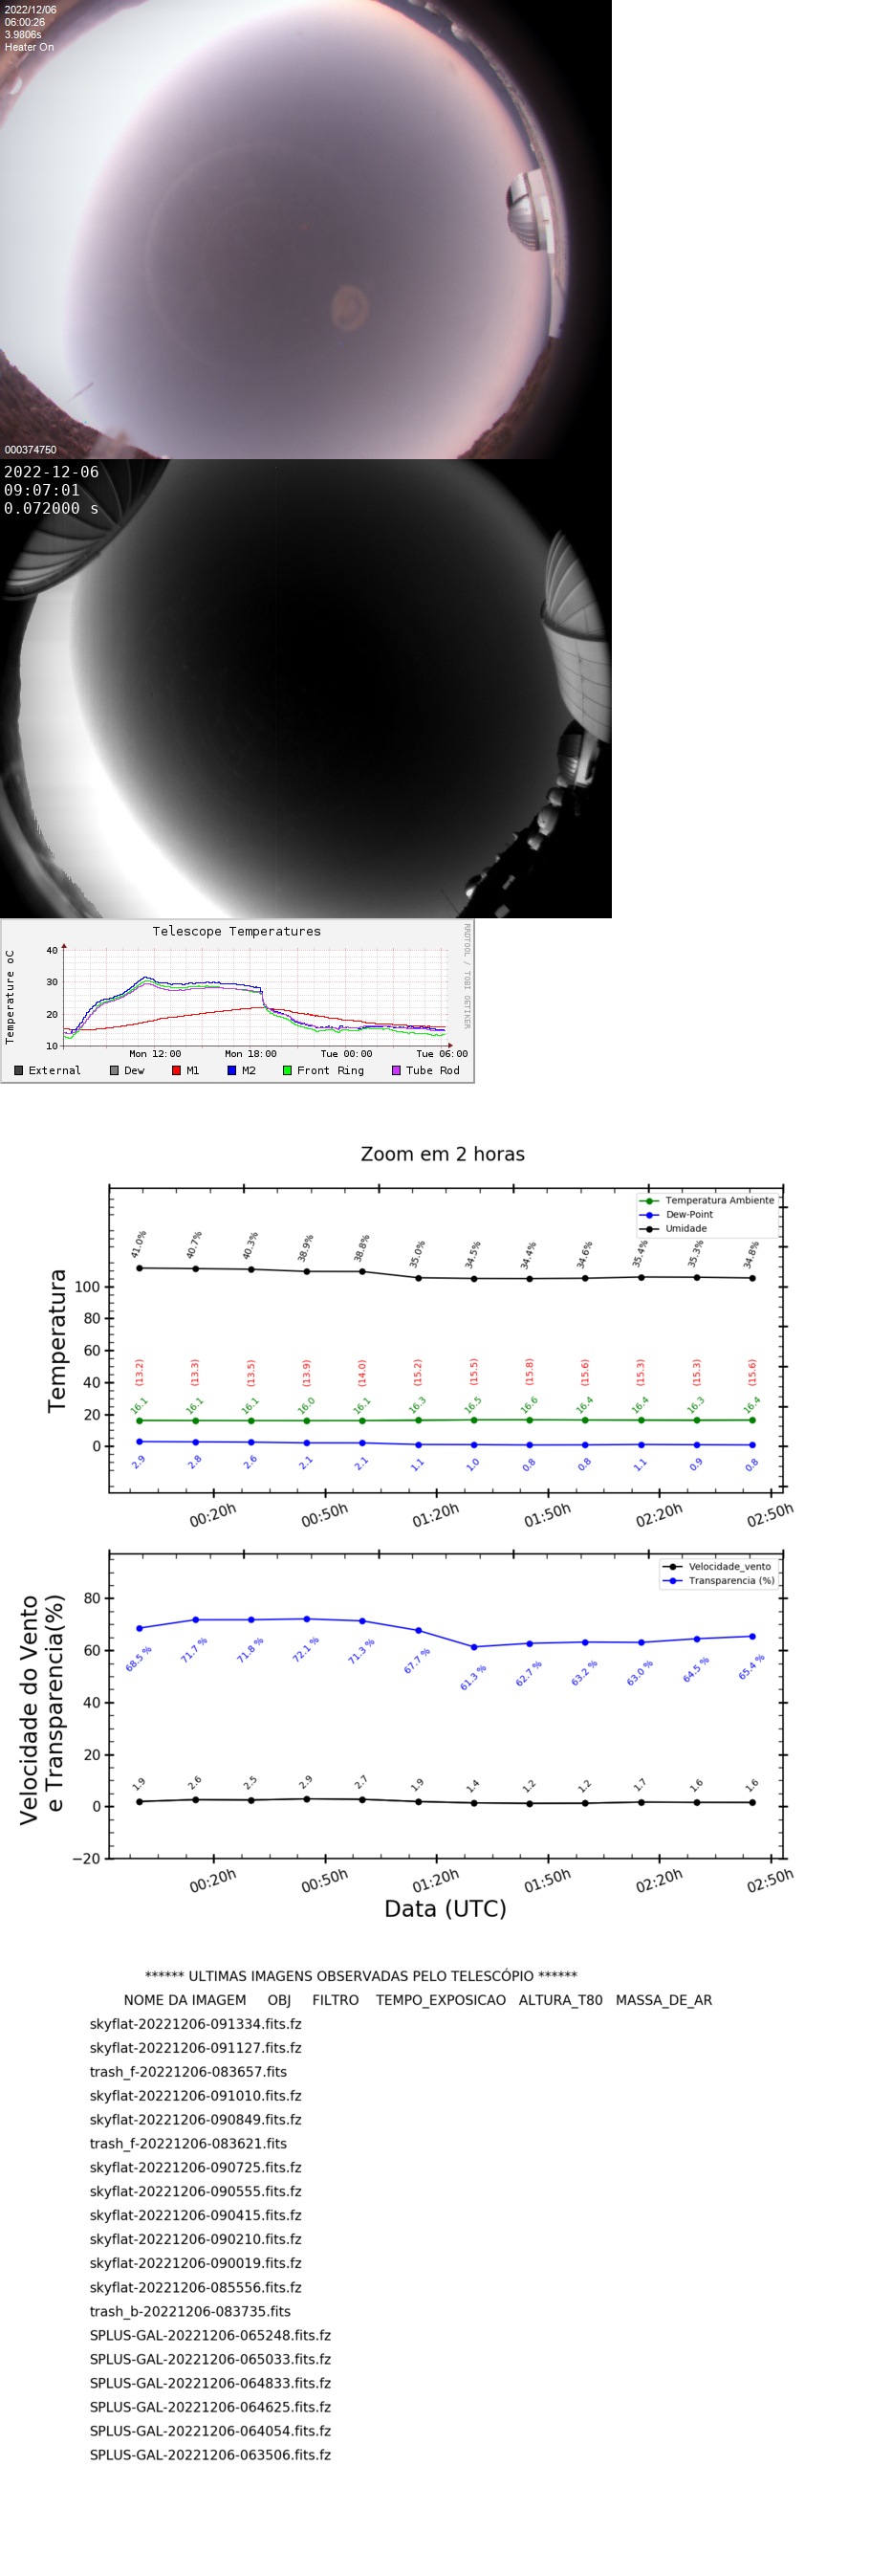 2022/12/06
06:00:26
3.9806s
Heater On
000374750
2022-12-06
09:07:01
0.072000 s
Telescope Temperatures
RRDTOOL / TOBI OETIKER
Temperature oC
40
30
20
10
Mon 12:00 Mon 18:00 Tue 00:00 Tue 06:00
External Dew M1 M2 Front Ring Tube Rod
Zoom em 2 horas
Temperatura Ambiente
Dew-Point
Umidade
41.0% 40.7% 40.3% 38.9% 38.8% 35.0% 34.5% 34.4% 34.6% 35.4% 35.3% 34.8%
Temperatura
100
80
60
40
20
0
(13.2) (13.3) (13.5) (13.9) (14.0) (15.2) (15.5) (15.8) (15.6) (15.3) (15.3) (15.6)
16.1 16.1 16.1 16.0 16.1 16.3 16.5 16.6 16.4 16.4 16.3 16.4
2.9 2.8 2.6 2.1 2.1 1.1 1.0 0.8 0.8 1.1 0.9 0.8
00:20h 00:50h 01:20h 01:50h 02:20h 02:50h
Velocidade_vento
Transparencia (%)
Velocidade do Vento
e Transparencia(%)
80
60
40
20
0
−20
68.5 % 71.7 % 71.8 % 72.1 % 71.3 % 67.7 % 61.3 % 62.7 % 63.2 % 63.0 % 64.5 % 65.4 %
1.9 2.6 2.5 2.9 2.7 1.9 1.4 1.2 1.2 1.7 1.6 1.6
00:20h 00:50h 01:20h 01:50h 02:20h 02:50h
Data (UTC)
****** ULTIMAS IMAGENS OBSERVADAS PELO TELESCÓPIO ******
NOME DA IMAGEM OBJ FILTRO TEMPO_EXPOSICAO ALTURA_T80 MASSA_DE_AR
skyflat-20221206-091334.fits.fz
skyflat-20221206-091127.fits.fz
trash_f-20221206-083657.fits
skyflat-20221206-091010.fits.fz
skyflat-20221206-090849.fits.fz
trash_f-20221206-083621.fits
skyflat-20221206-090725.fits.fz
skyflat-20221206-090555.fits.fz
skyflat-20221206-090415.fits.fz
skyflat-20221206-090210.fits.fz
skyflat-20221206-090019.fits.fz
skyflat-20221206-085556.fits.fz
trash_b-20221206-083735.fits
SPLUS-GAL-20221206-065248.fits.fz
SPLUS-GAL-20221206-065033.fits.fz
SPLUS-GAL-20221206-064833.fits.fz
SPLUS-GAL-20221206-064625.fits.fz
SPLUS-GAL-20221206-064054.fits.fz
SPLUS-GAL-20221206-063506.fits.fz